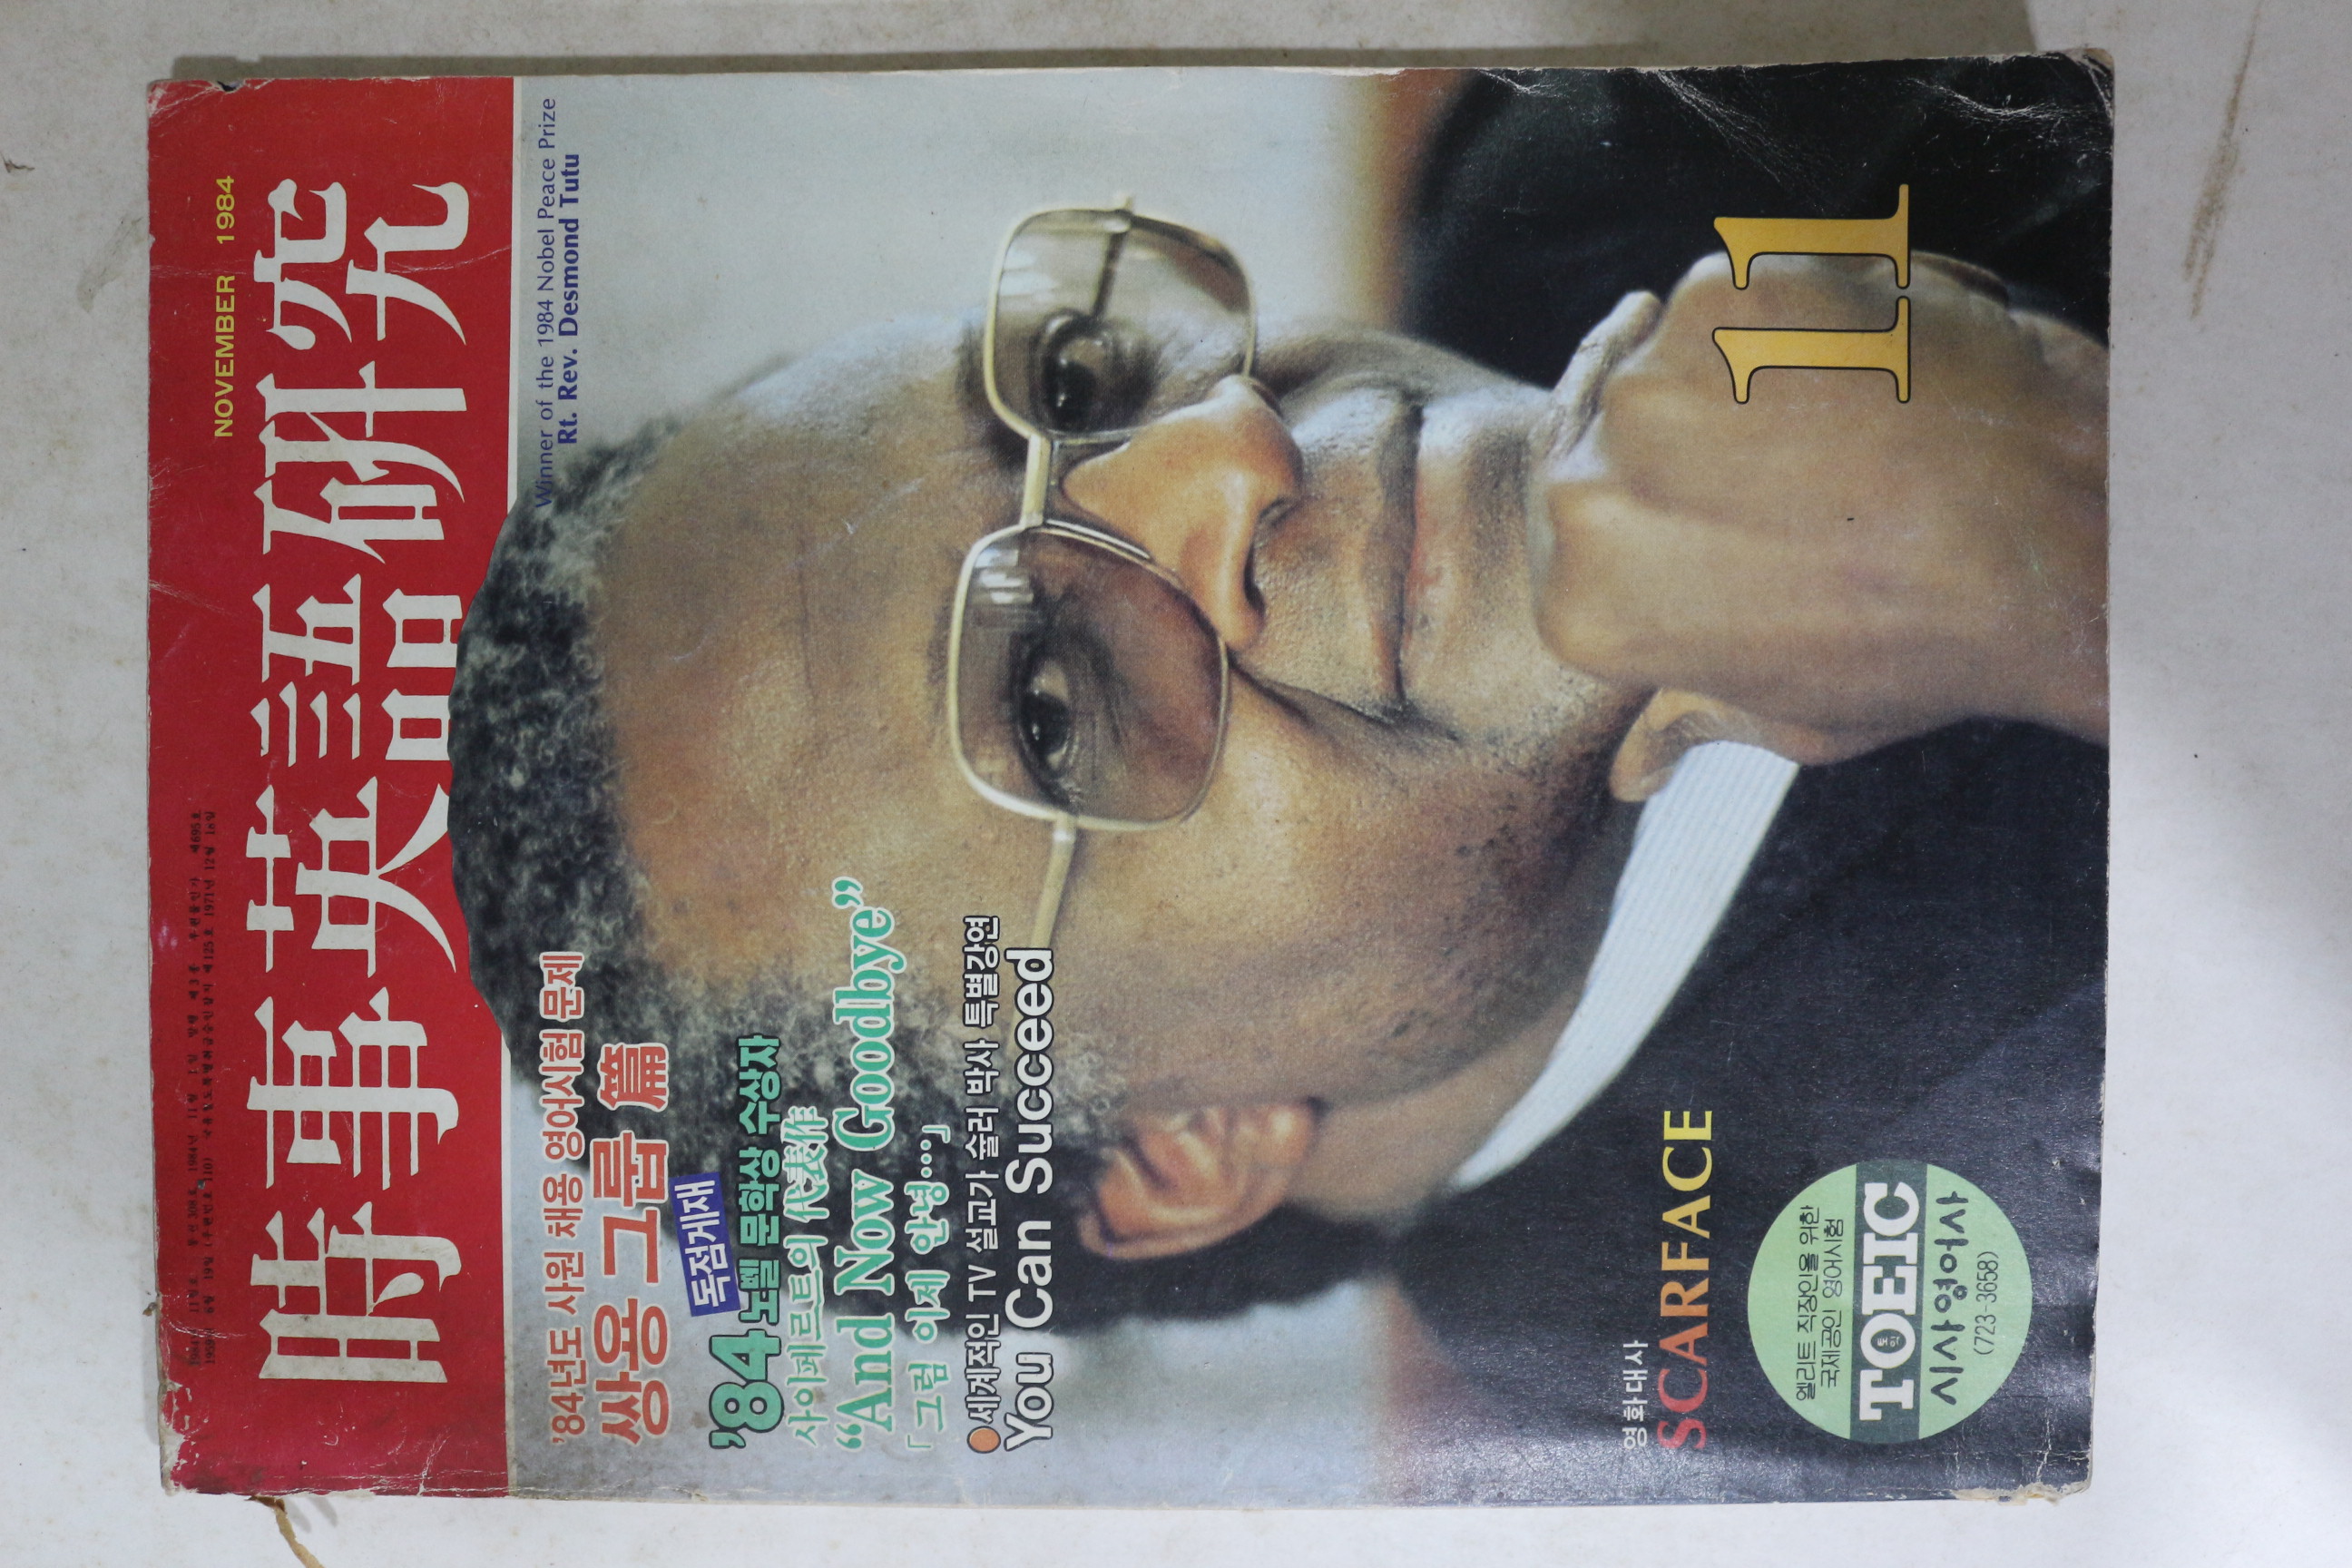 NOVEMBER 1984
時事英語研究
Winner of the 1984 Nobel Peace Prize
Rt. Rev. Desmond Tutu
'84년도 사원 채용 영어시험 문제
쌍용 그룹 篇
독점게재
'84 노벨 문학상 수상자
사이페르트의 代表作
“And Now Goodbye”
「그럼 이제 안녕…」
세계적인 TV 설교가 슐러 박사 특별강연
You Can Succeed
11
영화대사
SCARFACE
엘리트 직장인을 위한
국제공인 영어시험
TOEIC
토익
시사영어사
(723-3658)